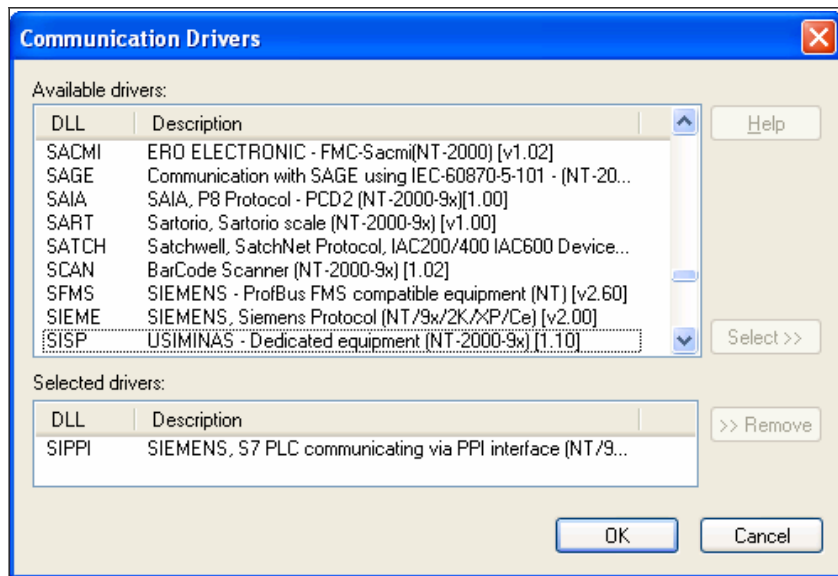 Communication Drivers
Available drivers:
DLL Description
SACMI ERO ELECTRONIC - FMC-Sacmi(NT-2000) [v1.02]
SAGE Communication with SAGE using IEC-60870-5-101 - (NT-20...
SAIA SAIA, P8 Protocol - PCD2 (NT-2000-9x)[1.00]
SART Sartorio, Sartorio scale (NT-2000-9x) [v1.00]
SATCH Satchwell, SatchNet Protocol, IAC200/400 IAC600 Device...
SCAN BarCode Scanner (NT-2000-9x) [1.02]
SFMS SIEMENS - ProfBus FMS compatible equipment (NT) [v2.60]
SIEME SIEMENS, Siemens Protocol (NT/9x/2K/XP/Ce) [v2.00]
SISP USIMINAS - Dedicated equipment (NT-2000-9x) [1.10]
Help
Select >>
Selected drivers:
DLL Description
SIPPI SIEMENS, S7 PLC communicating via PPI interface (NT/9...
>> Remove
OK Cancel